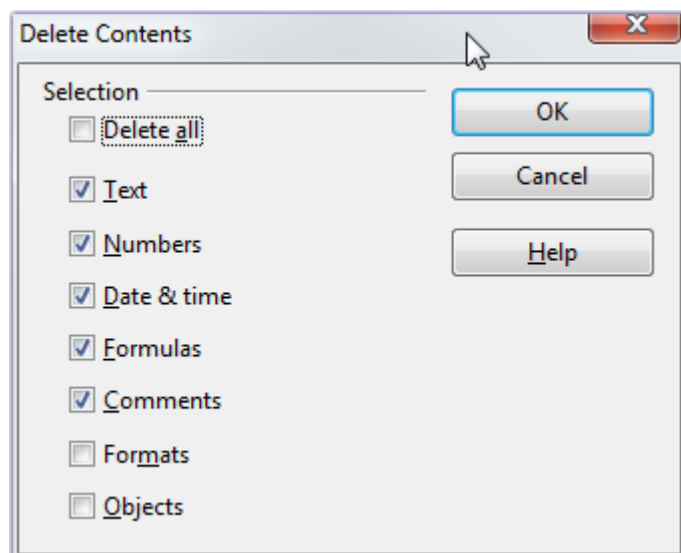 Delete Contents
Selection
Delete all
Text
Numbers
Date & time
Formulas
Comments
Formats
Objects
OK
Cancel
Help